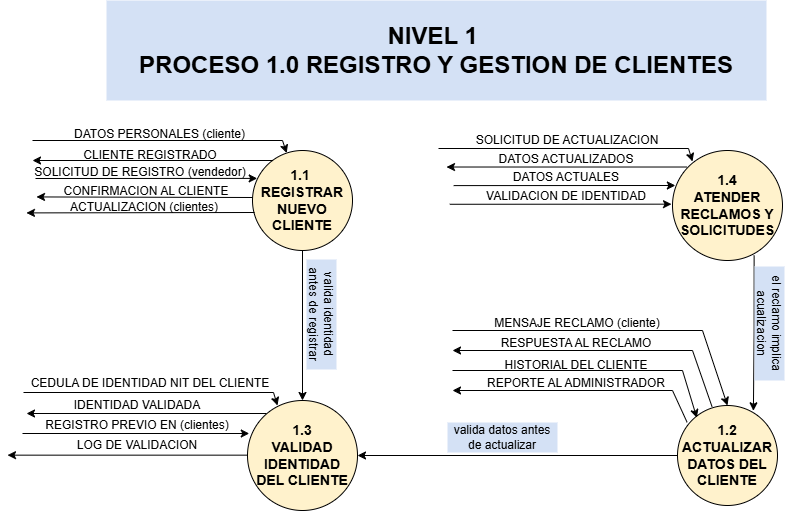 NIVEL 1
PROCESO 1.0 REGISTRO Y GESTION DE CLIENTES
DATOS PERSONALES (cliente)
CLIENTE REGISTRADO
SOLICITUD DE REGISTRO (vendedor)
CONFIRMACION AL CLIENTE
ACTUALIZACION (clientes)
1.1
REGISTRAR
NUEVO
CLIENTE
SOLICITUD DE ACTUALIZACION
DATOS ACTUALIZADOS
DATOS ACTUALES
VALIDACION DE IDENTIDAD
1.4
ATENDER
RECLAMOS Y
SOLICITUDES
valida identidad
antes de registrar
el reclamo implica
acualizacion
MENSAJE RECLAMO (cliente)
RESPUESTA AL RECLAMO
HISTORIAL DEL CLIENTE
REPORTE AL ADMINISTRADOR
CEDULA DE IDENTIDAD NIT DEL CLIENTE
IDENTIDAD VALIDADA
REGISTRO PREVIO EN (clientes)
LOG DE VALIDACION
1.3
VALIDAD
IDENTIDAD
DEL CLIENTE
valida datos antes
de actualizar
1.2
ACTUALIZAR
DATOS DEL
CLIENTE